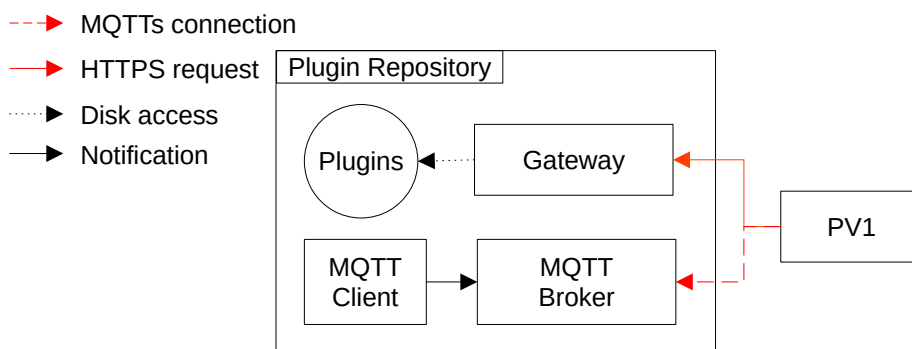 MQTTs connection
HTTPS request
Disk access
Notification
Plugin Repository
Plugins
Gateway
PV1
MQTT
Client
MQTT
Broker